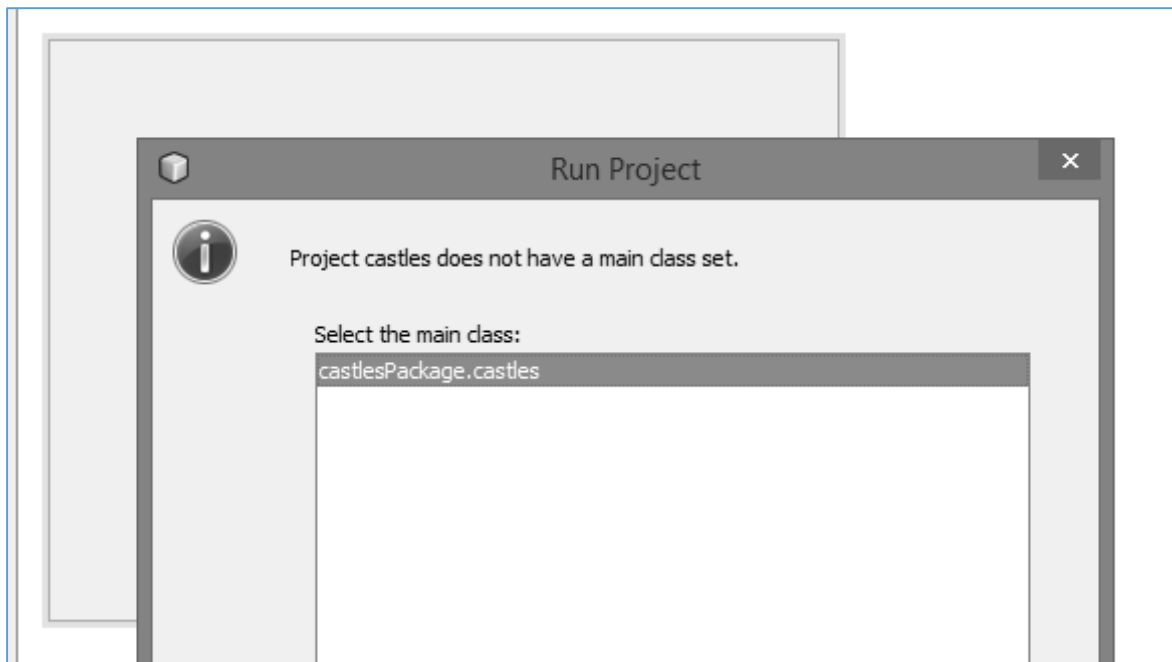 Run Project
Project castles does not have a main class set.
Select the main class:
castlesPackage.castles